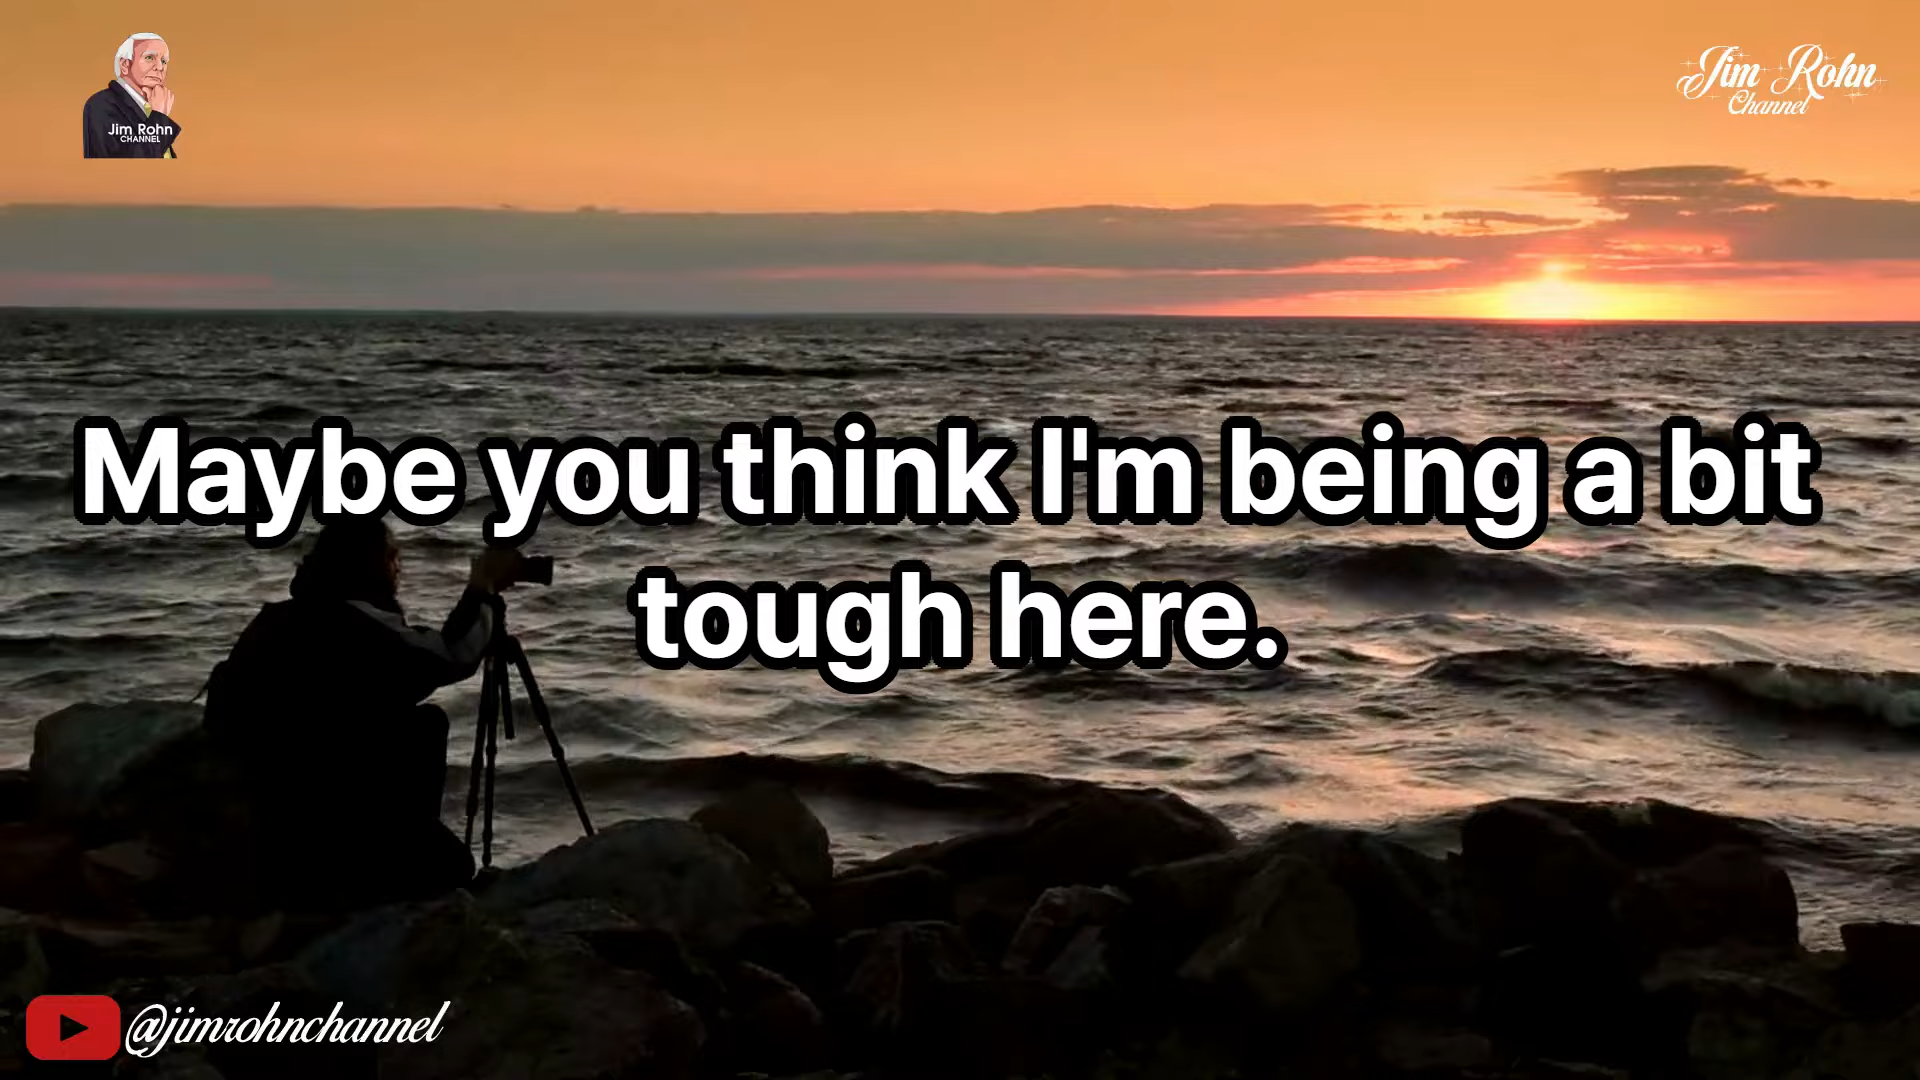 Jim Rohn
CHANNEL
Jim Rohn
Channel
Maybe you think I'm being a bit
tough here.
@jimrohnchannel